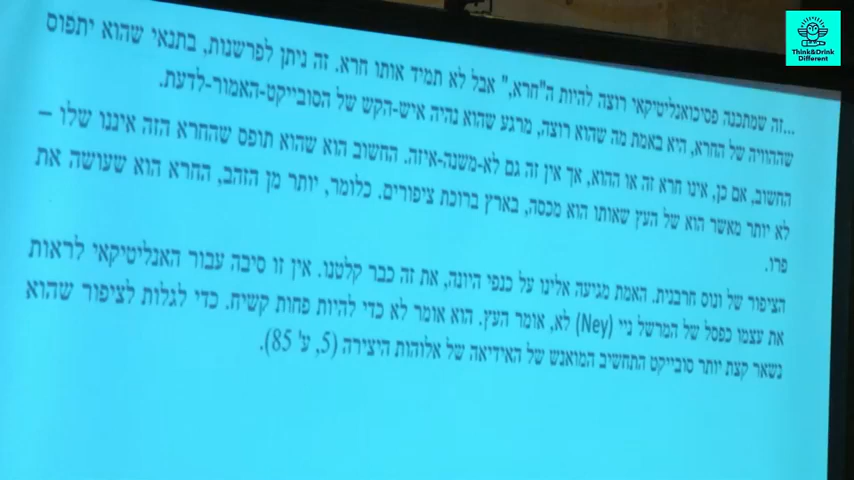 ...זה שמתכנה פסיכואנליטיקאי רוצה להיות ה"חרא," אבל לא תמיד אותו חרא. זה ניתן לפרשנות, בתנאי שהוא יתפוס
שההוויה של החרא, היא באמת מה שהוא רוצה, מרגע שהוא נהיה איש-הקש של הסובייקט-האמור-לדעת.
החשוב, אם כן, אינו חרא זה או ההוא, אך אין זה גם לא-משנה-איזה. החשוב הוא שהוא תופס שהחרא הזה איננו שלו –
לא יותר מאשר הוא של העץ שאותו הוא מכסה, בארץ ברוכת ציפורים. כלומר, יותר מן הזהב, החרא הוא שעושה את
פרו.
הציפור של ונוס חרבנית. האמת מגיעה אלינו על כנפי היונה, את זה כבר קלטנו. אין זו סיבה עבור האנליטיקאי לראות
את עצמו כפסל של המרשל ניי (Ney) לא, אומר העץ. הוא אומר לא כדי להיות פחות קשיח. כדי לגלות לציפור שהוא
נשאר קצת יותר סובייקט התחשיב המואנש של האידיאה של אלוהות היצירה (5, ע' 85).
Think&Drink
Different